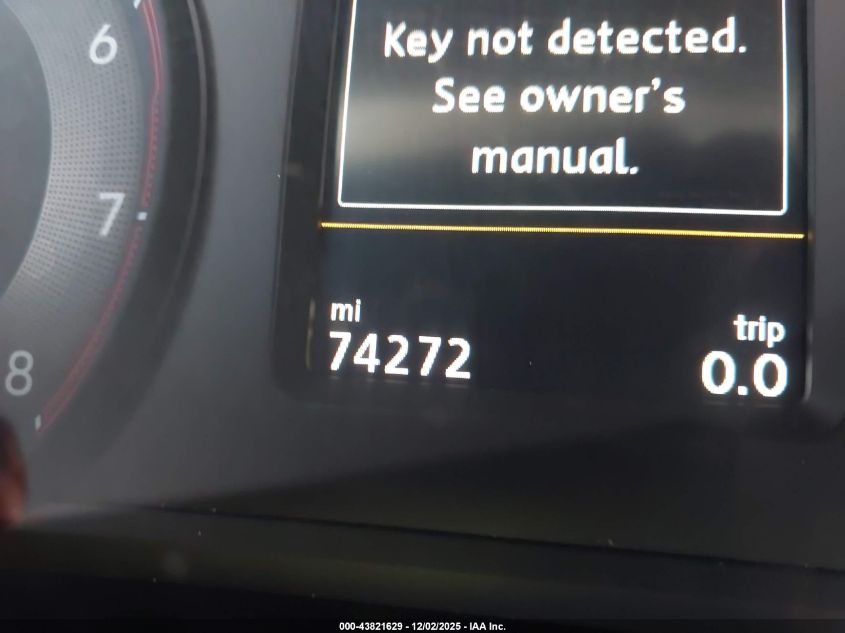 6
Key not detected.
See owner's
manual.
7
mi
74272
trip
0.0
8
000-43821629 - 12/02/2025 - IAA Inc.